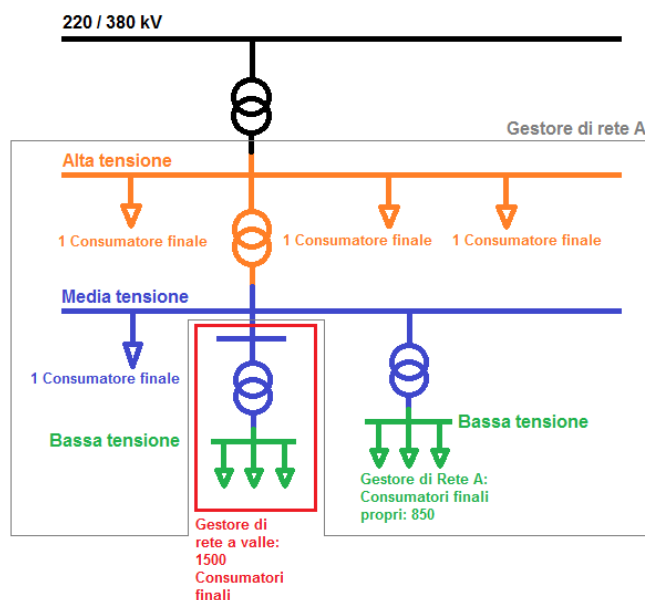 220 / 380 kV
Gestore di rete A
Alta tensione
1 Consumatore finale
1 Consumatore finale
1 Consumatore finale
Media tensione
1 Consumatore finale
Bassa tensione
Bassa tensione
Gestore di Rete A:
Consumatori finali
propri: 850
Gestore di
rete a valle:
1500
Consumatori
finali